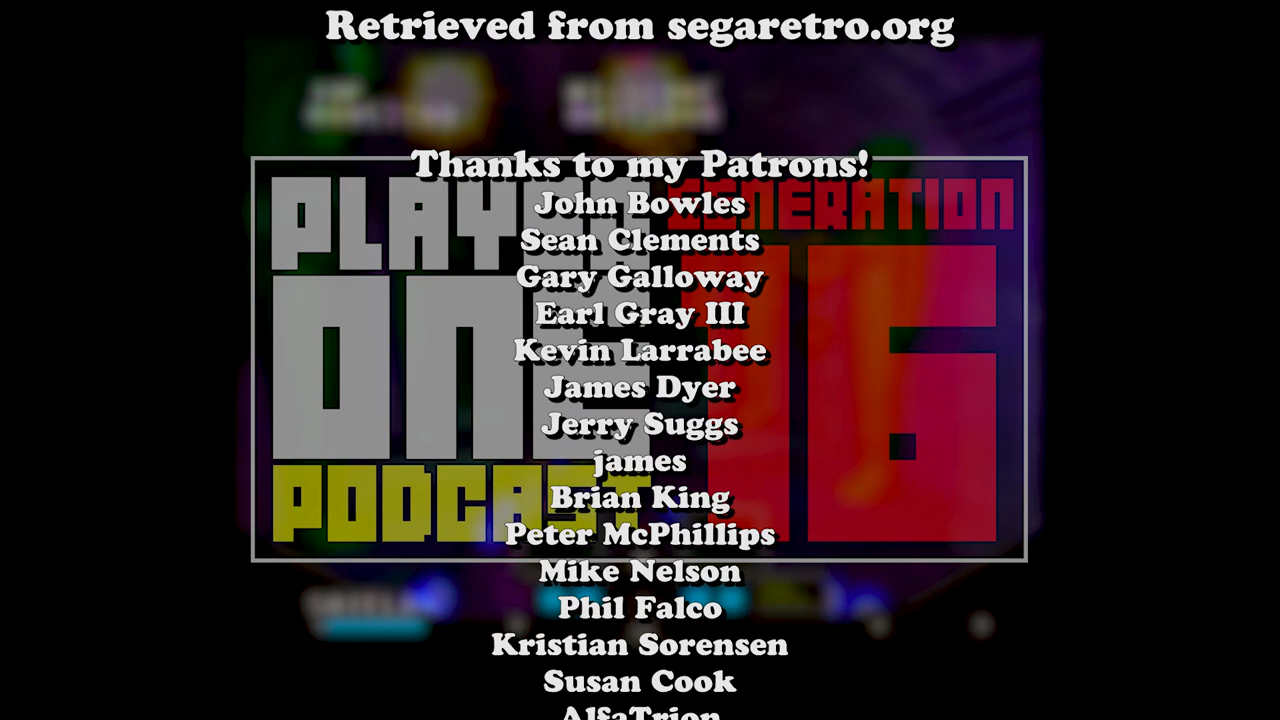 Retrieved from segaretro.org
Thanks to my Patrons!
John Bowles
Sean Clements
Gary Galloway
Earl Gray III
Kevin Larrabee
James Dyer
Jerry Suggs
james
Brian King
Peter McPhillips
Mike Nelson
Phil Falco
Kristian Sorensen
Susan Cook
AlfaTrion
PLAYER
ONE
PODCAST
GENERATION
16